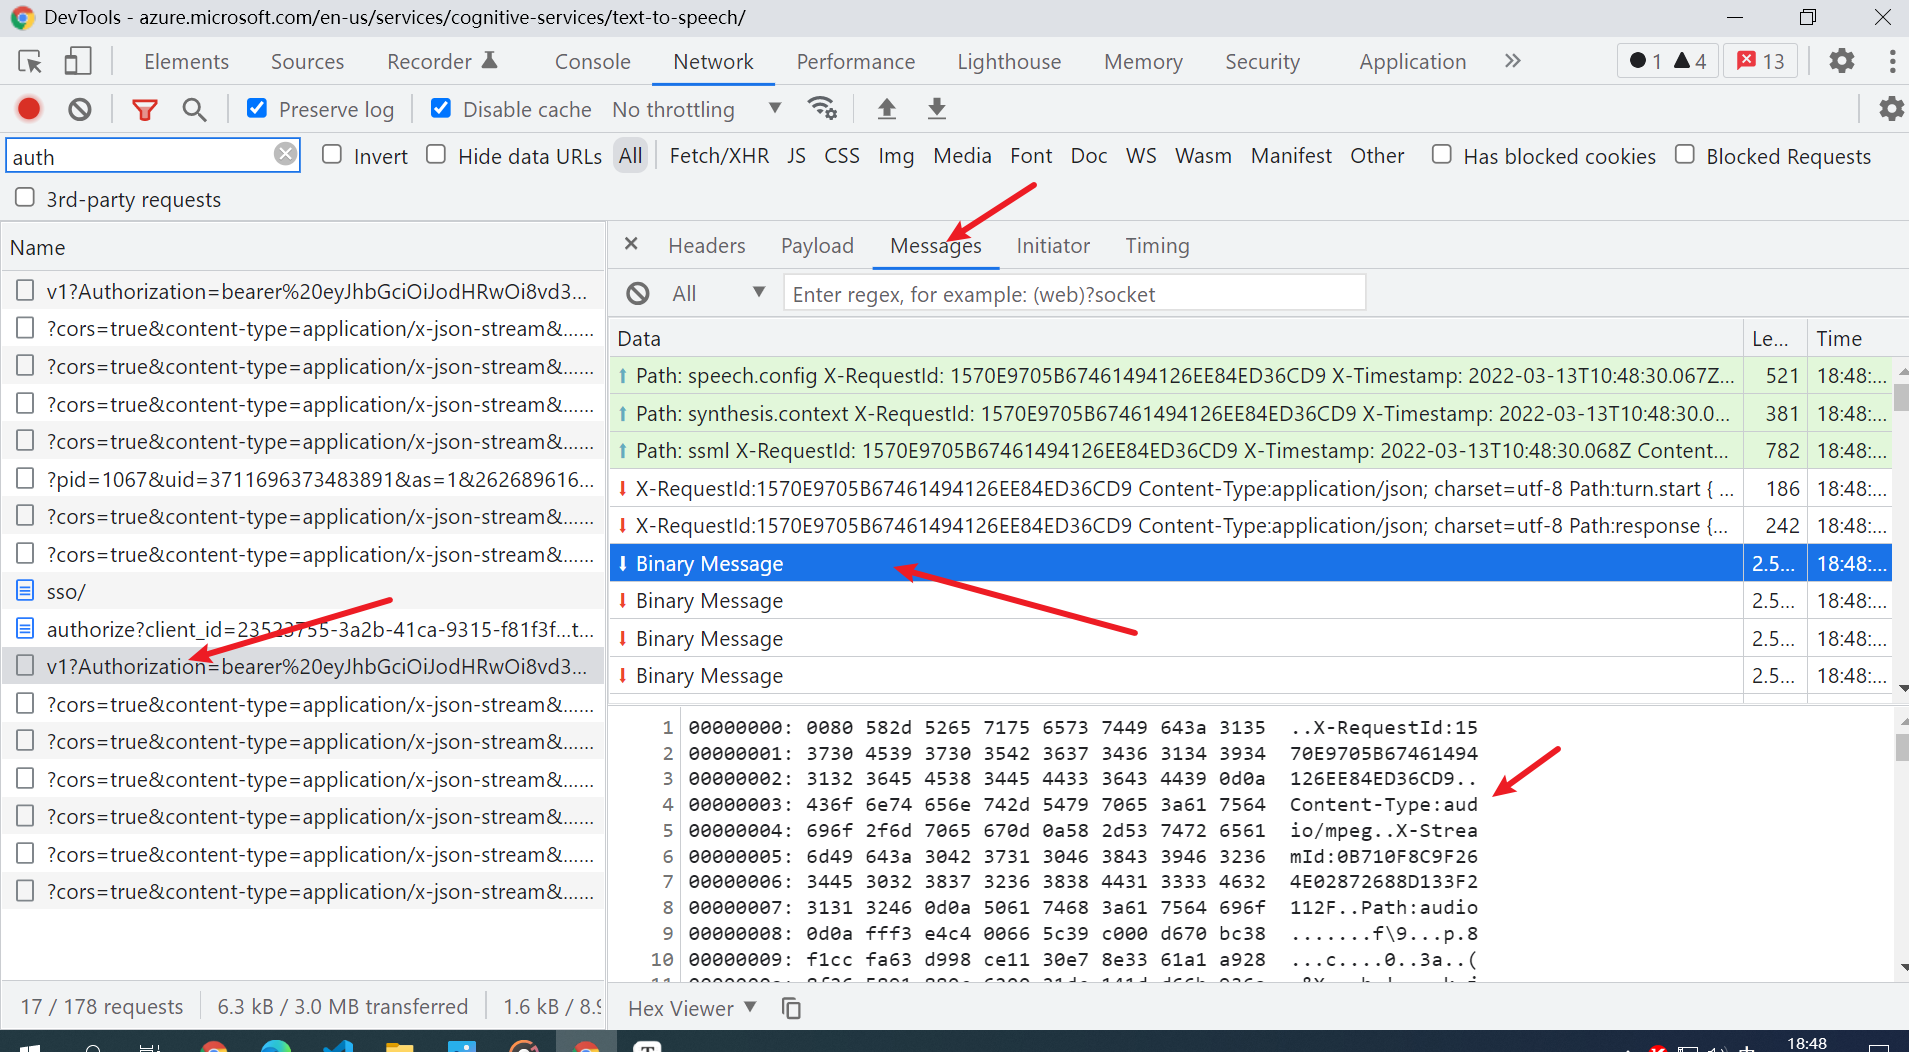 DevTools - azure.microsoft.com/en-us/services/cognitive-services/text-to-speech/
Elements Sources Recorder Console Network Performance Lighthouse Memory Security Application 1 4 13
Preserve log Disable cache No throttling
auth Invert Hide data URLs All Fetch/XHR JS CSS Img Media Font Doc WS Wasm Manifest Other Has blocked cookies Blocked Requests
3rd-party requests
Name
v1?Authorization=bearer%20eyJhbGciOiJodHRwOi8vd3...
?cors=true&content-type=application/x-json-stream&......
?cors=true&content-type=application/x-json-stream&......
?cors=true&content-type=application/x-json-stream&......
?cors=true&content-type=application/x-json-stream&......
?pid=1067&uid=37116963734838​91&as=1&262689616...
?cors=true&content-type=application/x-json-stream&......
?cors=true&content-type=application/x-json-stream&......
sso/
authorize?client_id=23523755-3a2b-41ca-9315-f81f3f...t...
v1?Authorization=bearer%20eyJhbGciOiJodHRwOi8vd3...
?cors=true&content-type=application/x-json-stream&......
?cors=true&content-type=application/x-json-stream&......
?cors=true&content-type=application/x-json-stream&......
?cors=true&content-type=application/x-json-stream&......
?cors=true&content-type=application/x-json-stream&......
?cors=true&content-type=application/x-json-stream&......
17 / 178 requests 6.3 kB / 3.0 MB transferred 1.6 kB / 8.9
Headers Payload Messages Initiator Timing
All Enter regex, for example: (web)?socket
Data Le... Time
Path: speech.config X-RequestId: 1570E9705B67461494126EE84ED36CD9 X-Timestamp: 2022-03-13T10:48:30.067Z... 521 18:48:...
Path: synthesis.context X-RequestId: 1570E9705B67461494126EE84ED36CD9 X-Timestamp: 2022-03-13T10:48:30.0... 381 18:48:...
Path: ssml X-RequestId: 1570E9705B67461494126EE84ED36CD9 X-Timestamp: 2022-03-13T10:48:30.068Z Content... 782 18:48:...
X-RequestId:1570E9705B67461494126EE84ED36CD9 Content-Type:application/json; charset=utf-8 Path:turn.start { ... 186 18:48:...
X-RequestId:1570E9705B67461494126EE84ED36CD9 Content-Type:application/json; charset=utf-8 Path:response {... 242 18:48:...
Binary Message 2.5... 18:48:...
Binary Message 2.5... 18:48:...
Binary Message 2.5... 18:48:...
Binary Message 2.5... 18:48:...
1 00000000: 0080 582d 5265 7175 6573 7449 643a 3135 ..X-RequestId:15
2 00000001: 3730 4539 3730 3542 3637 3436 3134 3934 70E9705B67461494
3 00000002: 3132 3645 4538 3445 4433 3643 4439 0d0a 126EE84ED36CD9..
4 00000003: 436f 6e74 656e 742d 5479 7065 3a61 7564 Content-Type:aud
5 00000004: 696f 2f6d 7065 670d 0a58 2d53 7472 6561 io/mpeg..X-Strea
6 00000005: 6d49 643a 3042 3731 3046 3843 3946 3236 mId:0B710F8C9F26
7 00000006: 3445 3032 3837 3236 3838 4431 3333 4632 4E02872688D133F2
8 00000007: 3131 3246 0d0a 5061 7468 3a61 7564 696f 112F..Path:audio
9 00000008: 0d0a fff3 e4c4 0066 5c39 c000 d670 bc38 .......f\9...p.8
10 00000009: f1cc fa63 d998 ce11 30e7 8e33 61a1 a928 ...c....0..3a..(
Hex Viewer
18:48